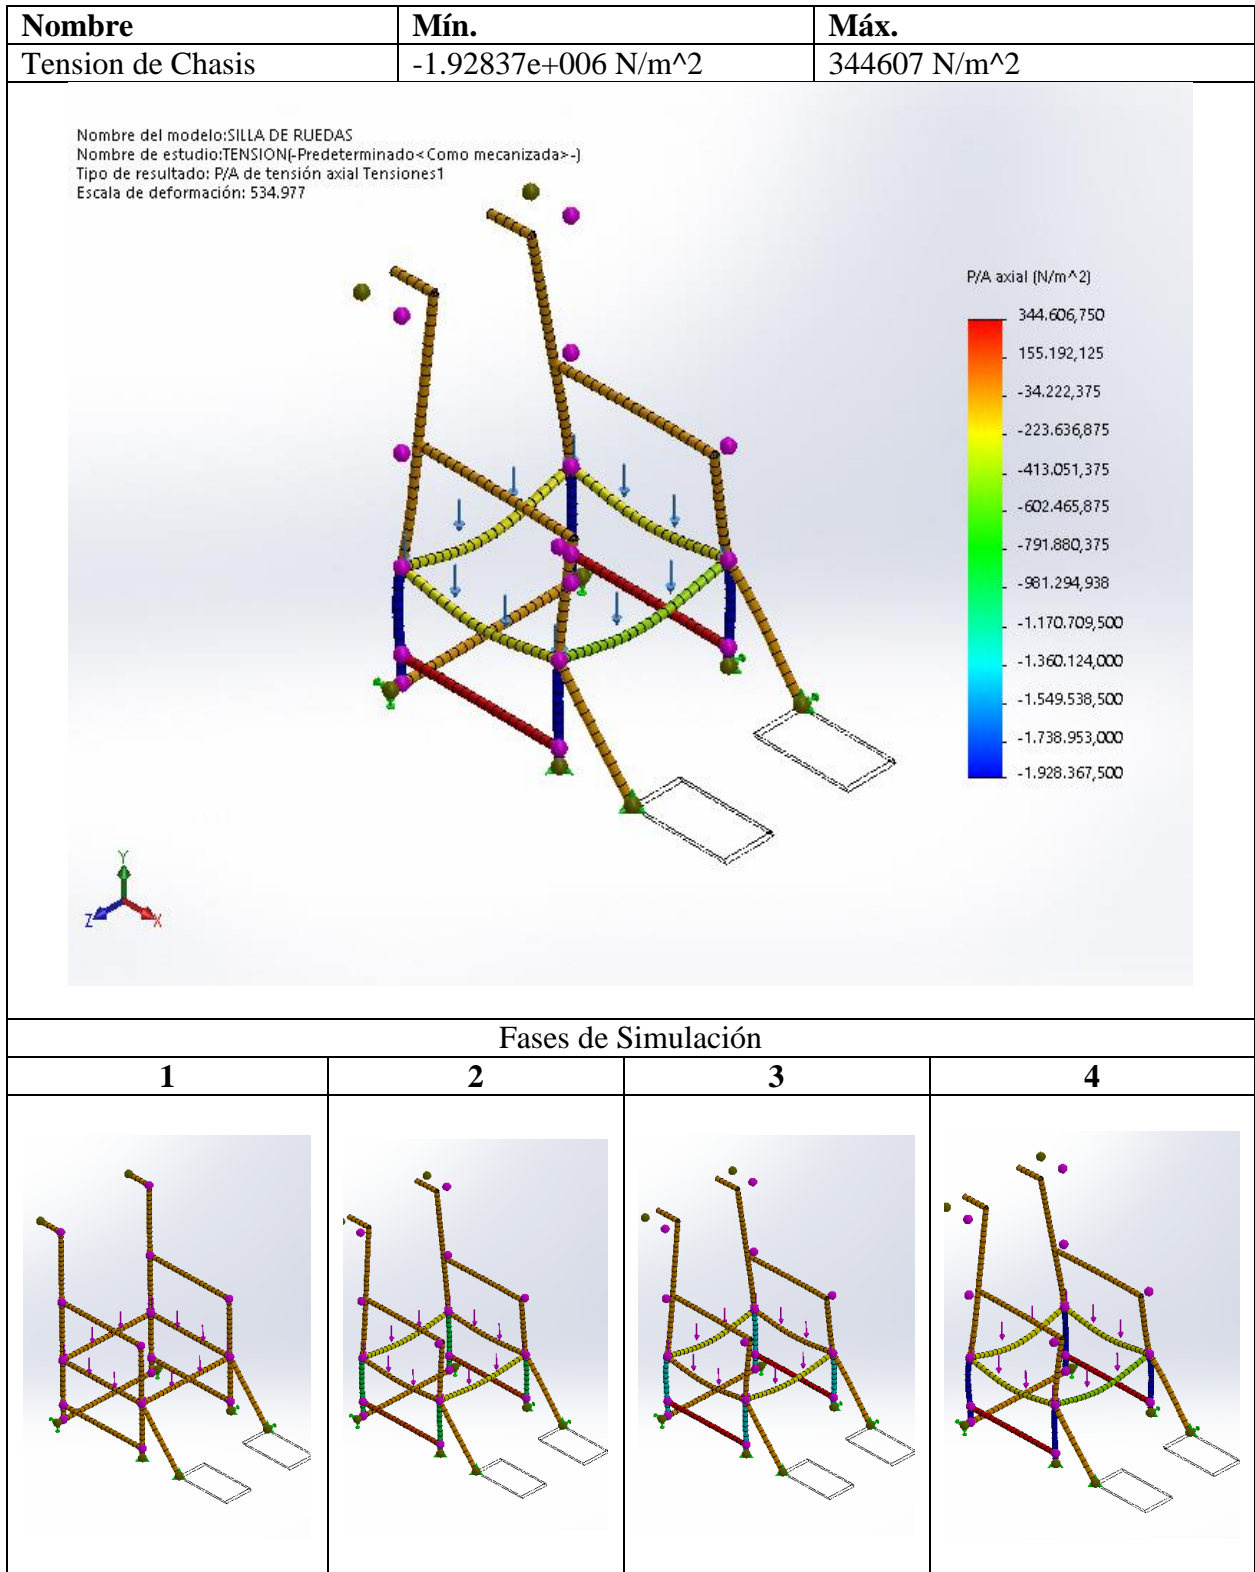 Nombre Mín. Máx.
Tension de Chasis -1.92837e+006 N/m^2 344607 N/m^2
Nombre del modelo:SILLA DE RUEDAS
Nombre de estudio:TENSION(-Predeterminado<Como mecanizada>-)
Tipo de resultado: P/A de tensión axial Tensiones1
Escala de deformación: 534.977
P/A axial (N/m^2)
344.606,750
155.192,125
-34.222,375
-223.636,875
-413.051,375
-602.465,875
-791.880,375
-981.294,938
-1.170.709,500
-1.360.124,000
-1.549.538,500
-1.738.953,000
-1.928.367,500
Y
Z X
Fases de Simulación
1 2 3 4